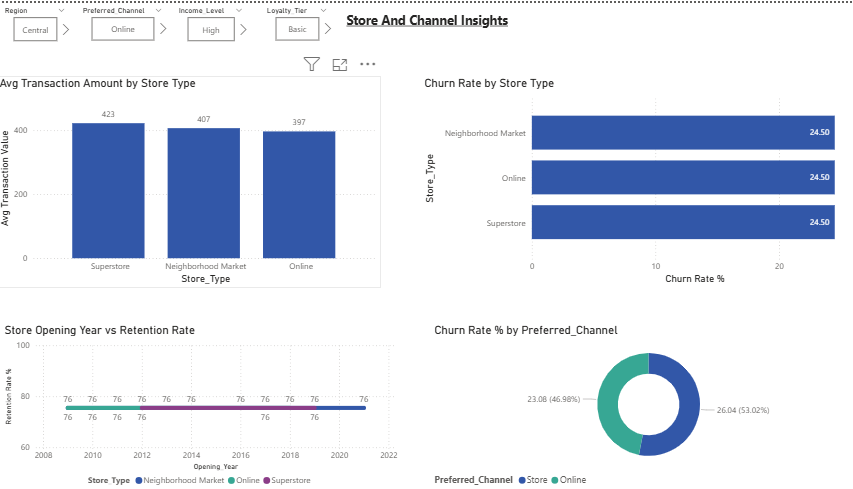 Region Preferred_Channel Income_Level Loyalty_Tier
Central Online High Basic
Store And Channel Insights
Avg Transaction Amount by Store Type
Avg Transaction Value
400
200
0
423
407
397
Superstore Neighborhood Market Online
Store_Type
Churn Rate by Store Type
Store_Type
Neighborhood Market 24.50
Online 24.50
Superstore 24.50
0 10 20
Churn Rate %
Store Opening Year vs Retention Rate
Retention Rate %
100
80
60
76 76 76 76 76 76 76 76 76 76 76
76 76 76 76 76 76
2008 2010 2012 2014 2016 2018 2020 2022
Opening_Year
Store_Type Neighborhood Market Online Superstore
Churn Rate % by Preferred_Channel
23.08 (46.98%)
26.04 (53.02%)
Preferred_Channel Store Online